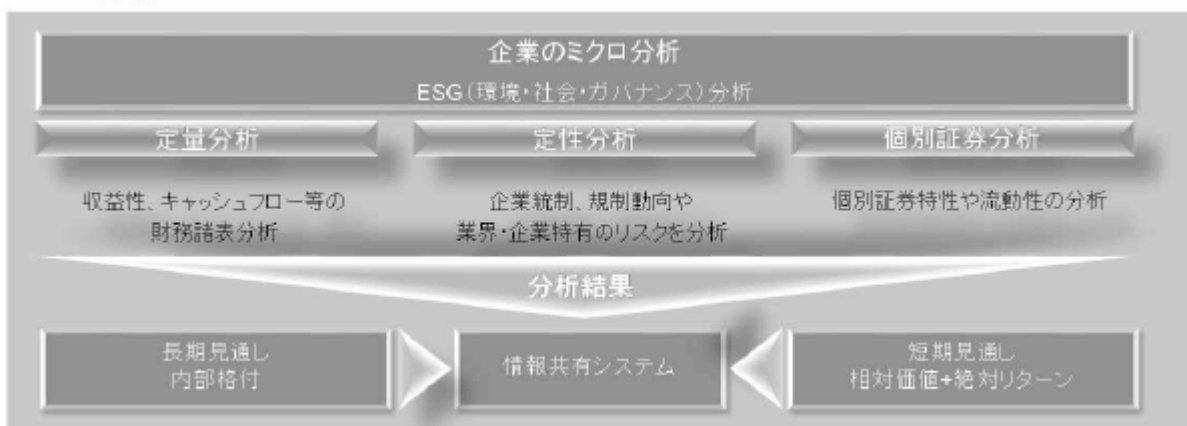 企業のミクロ分析
ESG(環境・社会・ガバナンス)分析
定量分析
定性分析
個別証券分析
収益性、キャッシュフロー等の
財務諸表分析
企業統制、規制動向や
業界・企業特有のリスクを分析
個別証券特性や流動性の分析
分析結果
長期見通し
内部格付
情報共有システム
短期見通し
相対価値+絶対リターン